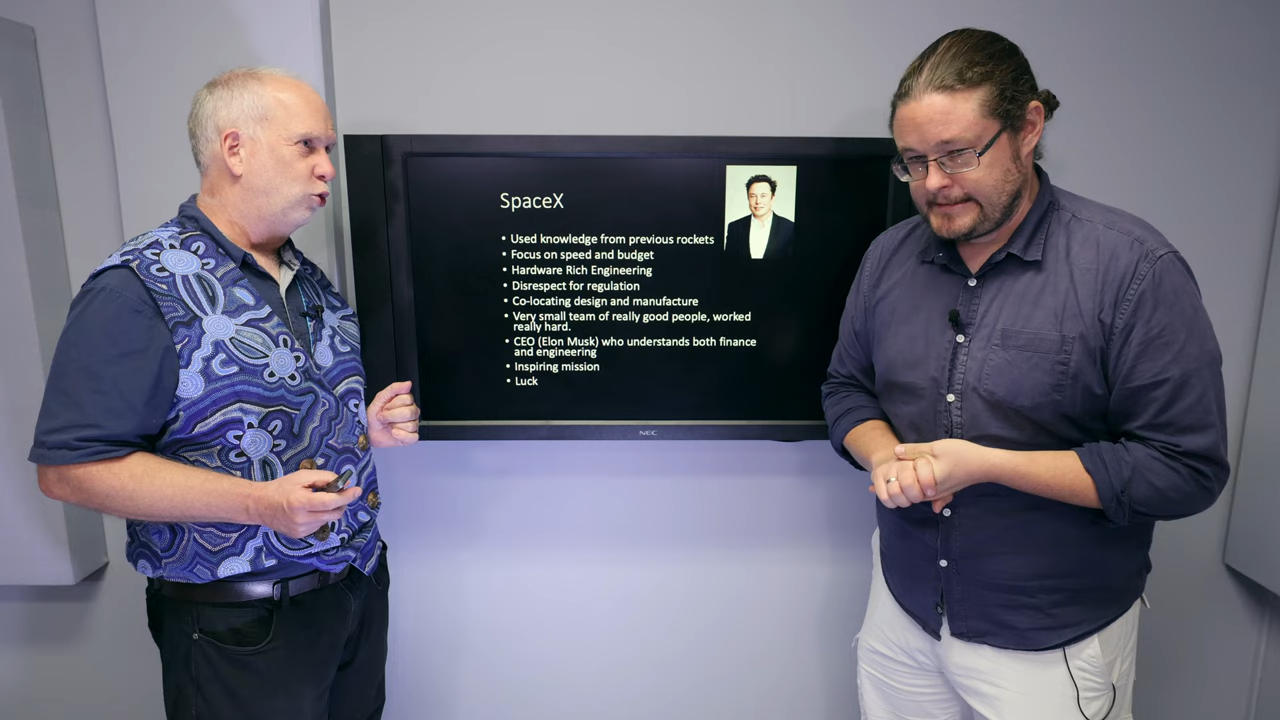 SpaceX
• Used knowledge from previous rockets
• Focus on speed and budget
• Hardware Rich Engineering
• Disrespect for regulation
• Co-locating design and manufacture
• Very small team of really good people, worked
really hard.
• CEO (Elon Musk) who understands both finance
and engineering
• Inspiring mission
• Luck
NEC